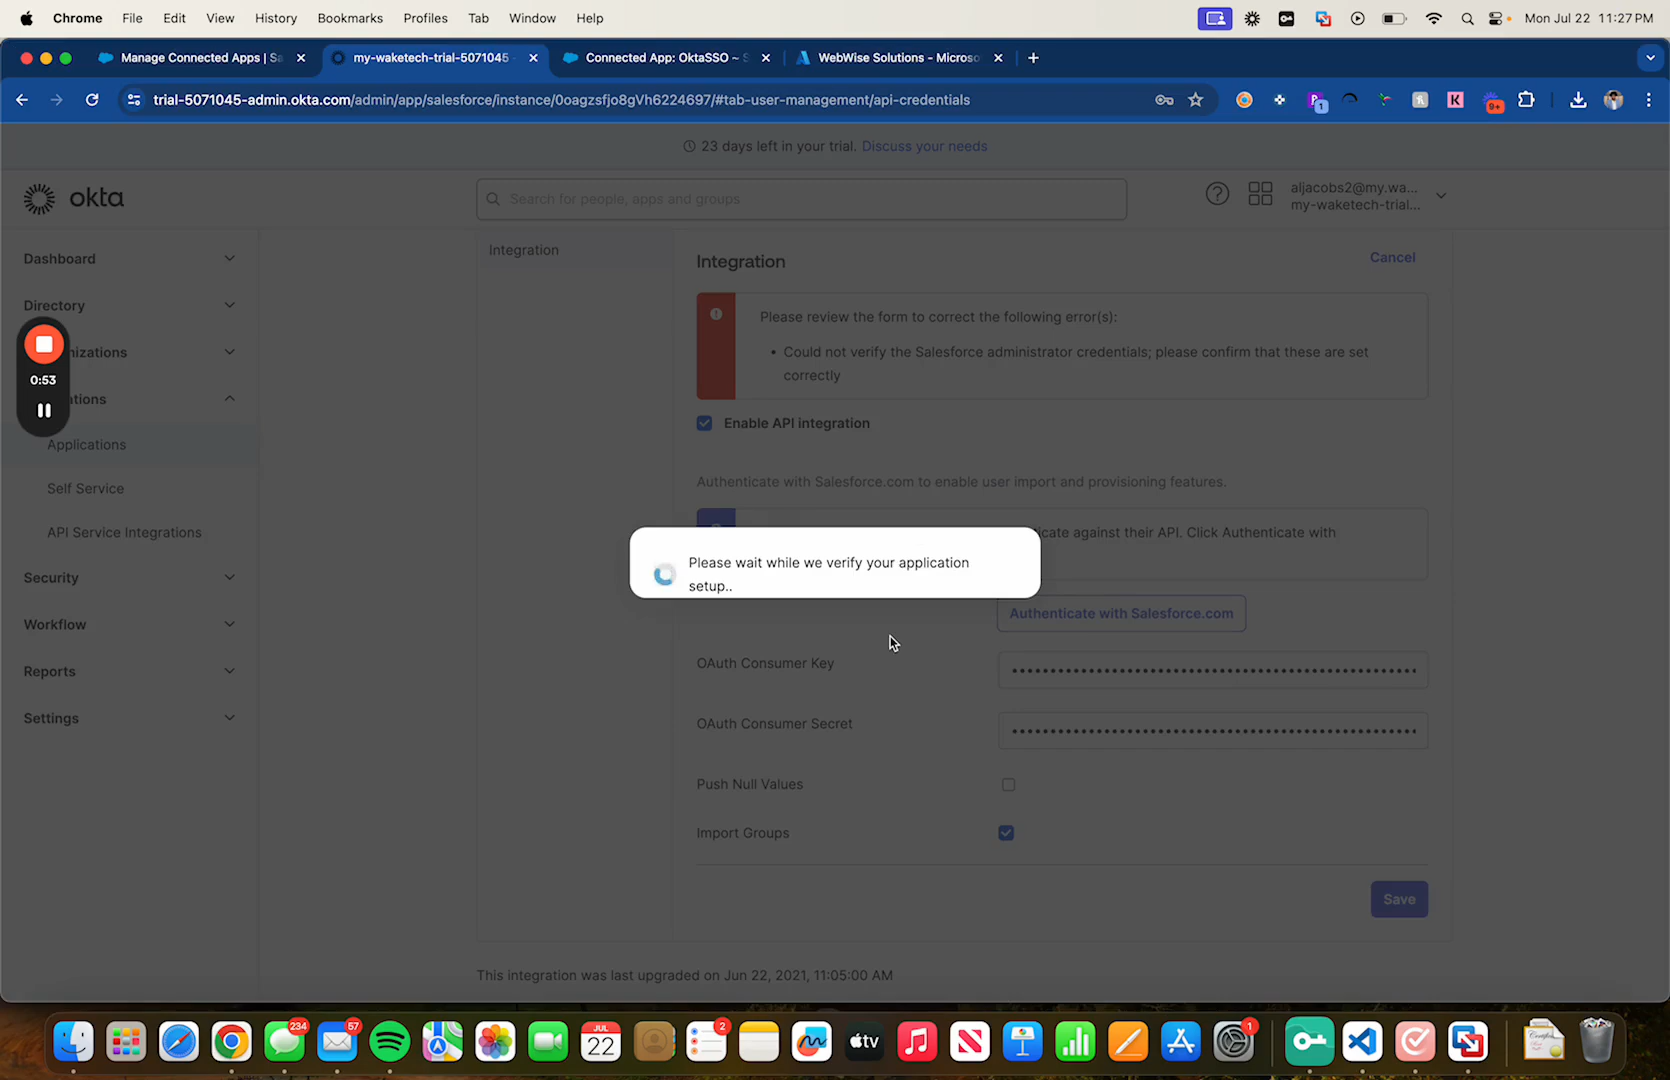 Chrome File Edit View History Bookmarks Profiles Tab Window Help Mon Jul 22 11:27 PM
Manage Connected Apps | Sa my-waketech-trial-5071045 Connected App: OktaSSO ~ S WebWise Solutions - Microso
trial-5071045-admin.okta.com/admin/app/salesforce/instance/0oagzsfjo8gVh6224697/#tab-user-management/api-credentials
1
9+
K
23 days left in your trial. Discuss your needs
okta
Search for people, apps and groups
aljacobs2@my.wa...
my-waketech-trial...
Dashboard
Directory
izations
0:53
ations
Applications
Self Service
API Service Integrations
Security
Workflow
Reports
Settings
Integration
Integration
Cancel
Please review the form to correct the following error(s):
• Could not verify the Salesforce administrator credentials; please confirm that these are set
correctly
Enable API integration
Authenticate with Salesforce.com to enable user import and provisioning features.
icate against their API. Click Authenticate with
Please wait while we verify your application
setup..
Authenticate with Salesforce.com
OAuth Consumer Key
OAuth Consumer Secret
Push Null Values
Import Groups
Save
This integration was last upgraded on Jun 22, 2021, 11:05:00 AM
234
57
JUL
22
2
tv
1